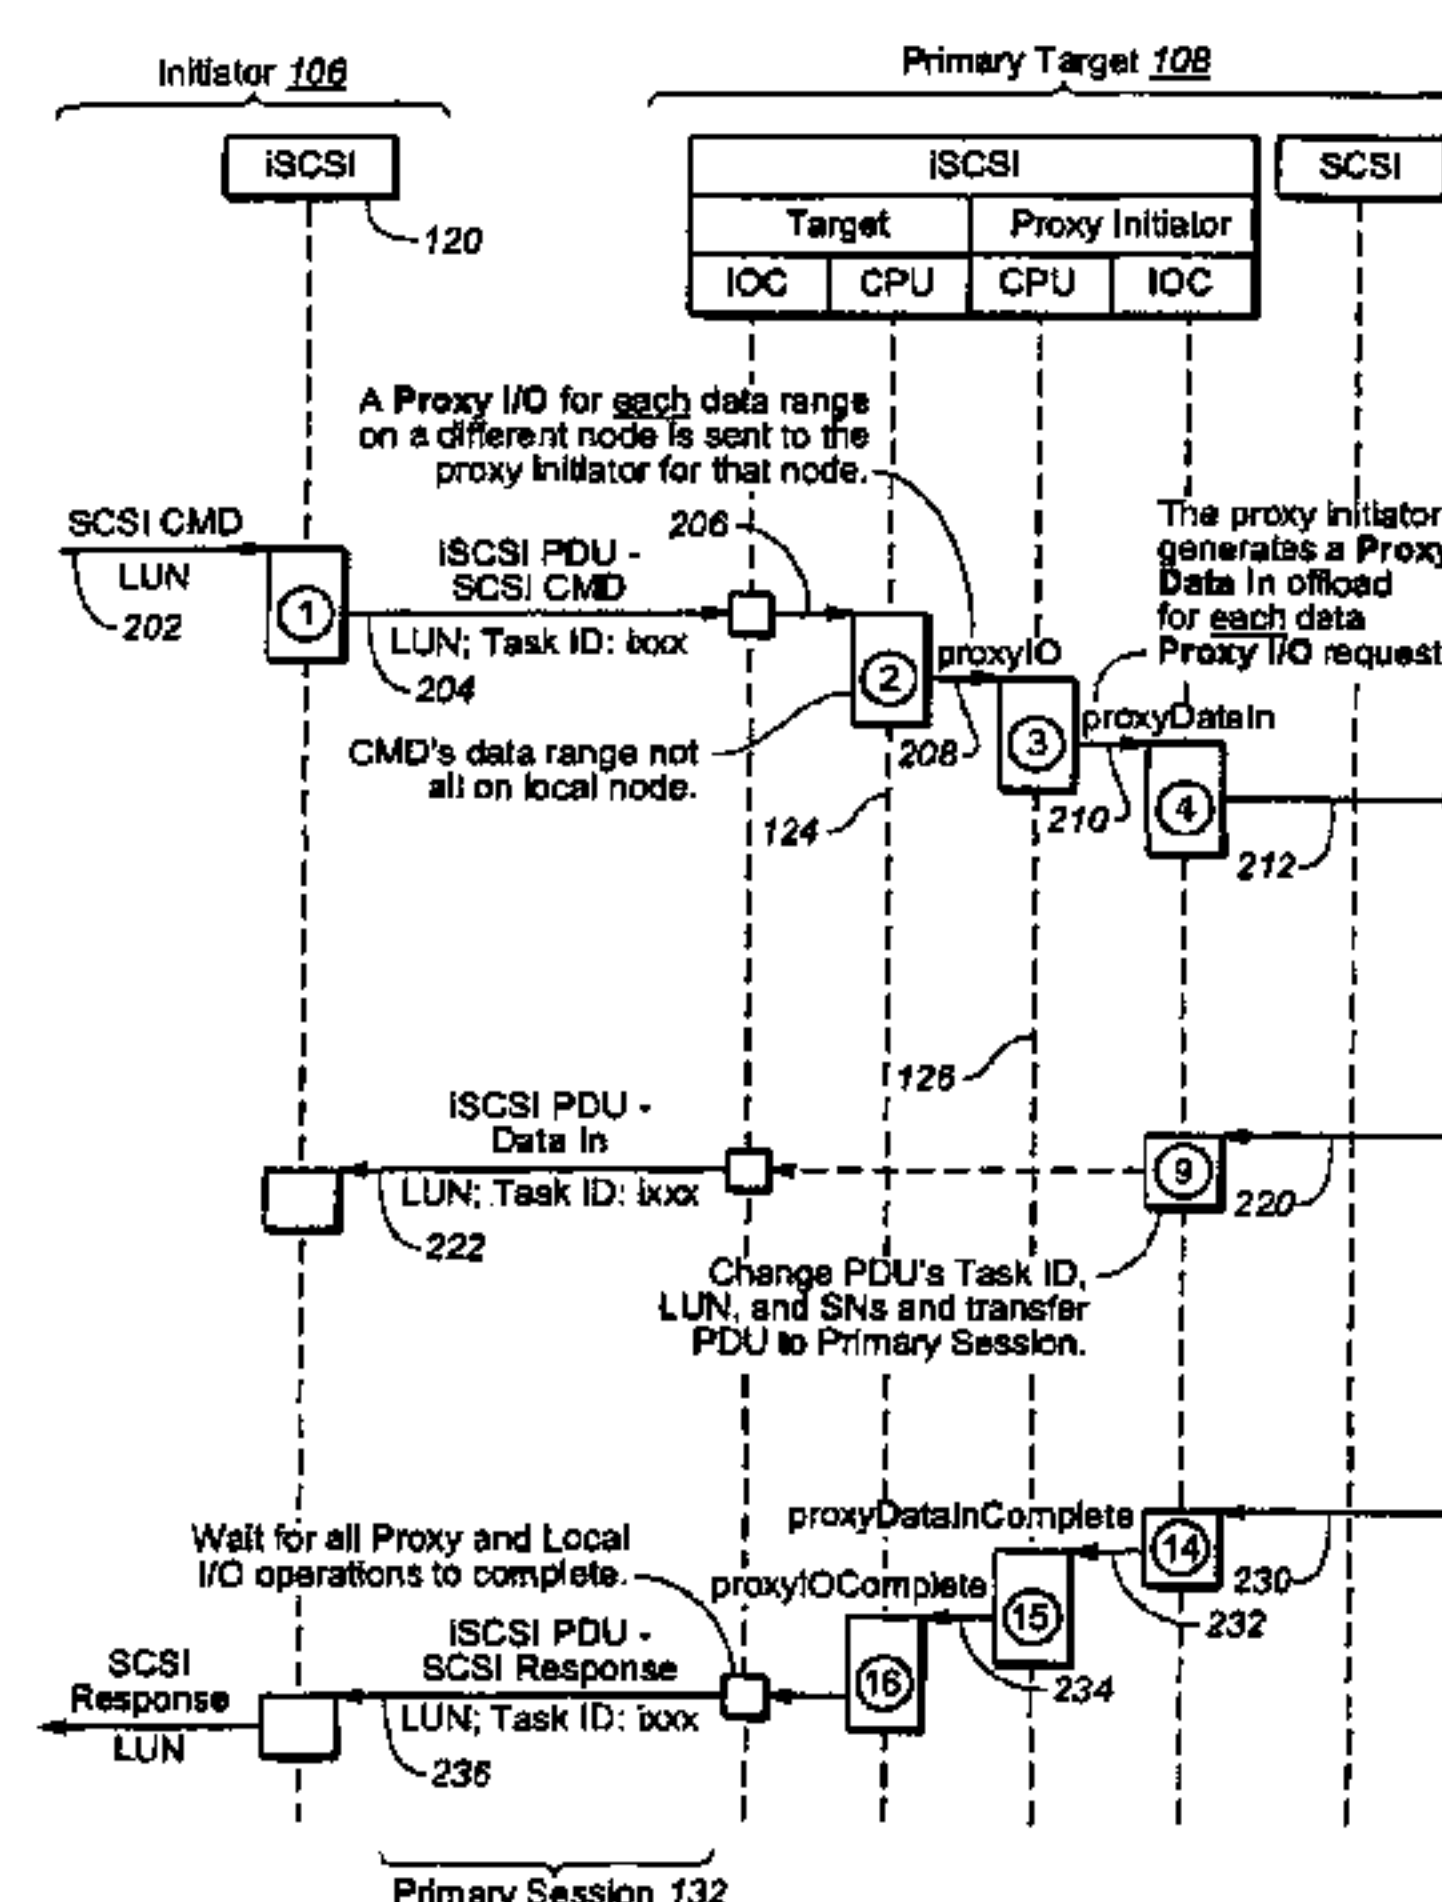 Initiator 106
Primary Target 108
iSCSI
iSCSI
SCSI
120
Target
Proxy Initiator
IOC
CPU
CPU
IOC
A Proxy I/O for each data range
on a different node is sent to the
proxy initiator for that node.
SCSI CMD
LUN
202
206
iSCSI PDU -
SCSI CMD
LUN; Task ID: ixxx
204
1
2
proxyIO
208
The proxy initiator
generates a Proxy
Data In offload
for each data
Proxy I/O request
CMD's data range not
all on local node.
3
proxyDataIn
210
4
212
124
126
iSCSI PDU -
Data In
LUN; Task ID: ixxx
222
9
220
Change PDU's Task ID,
LUN, and SNs and transfer
PDU to Primary Session.
proxyDataInComplete
14
230
232
Wait for all Proxy and Local
I/O operations to complete.
proxyIOComplete
15
234
iSCSI PDU -
SCSI Response
LUN; Task ID: ixxx
236
16
SCSI
Response
LUN
Primary Session 132